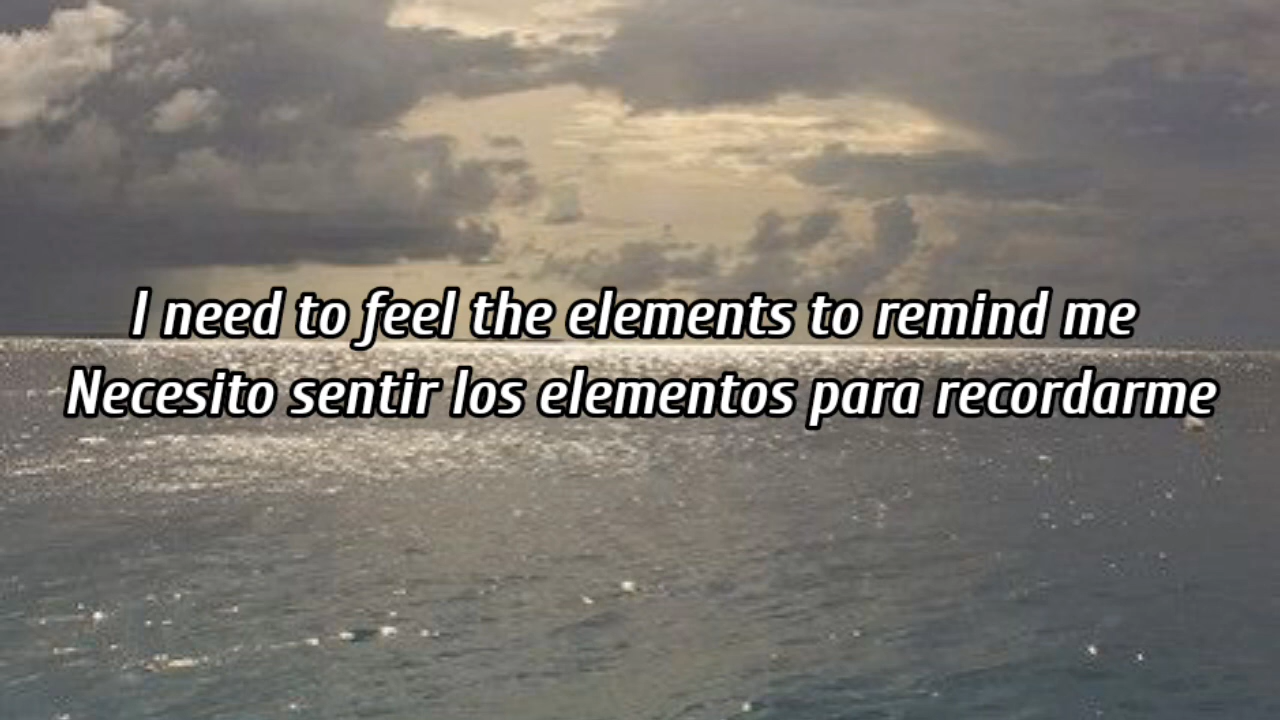 I need to feel the elements to remind me
Necesito sentir los elementos para recordarme